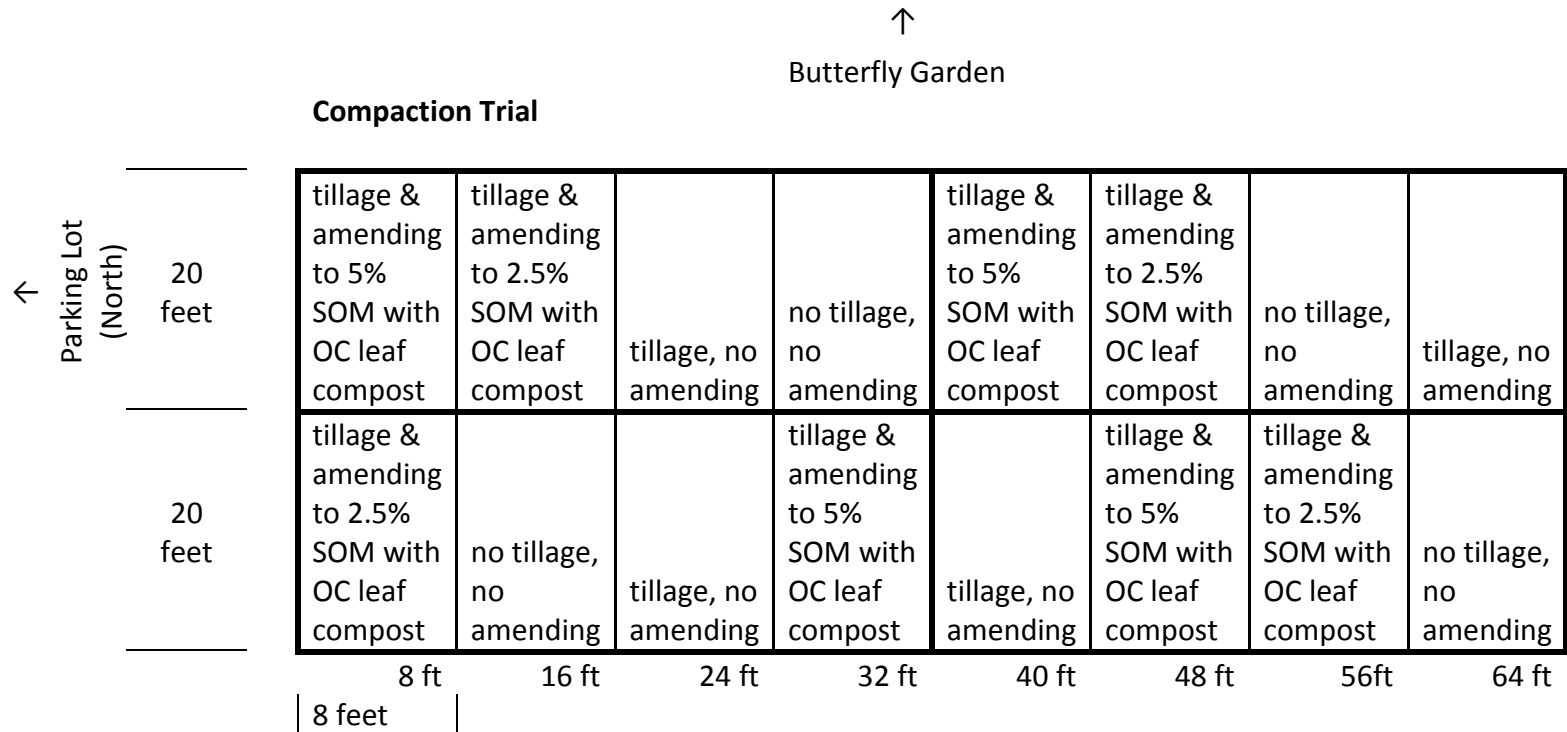 ↑
Butterfly Garden
Compaction Trial
← Parking Lot
(North)
20
feet
tillage &
amending
to 5%
SOM with
OC leaf
compost
tillage &
amending
to 2.5%
SOM with
OC leaf
compost
tillage, no
amending
no tillage,
no
amending
tillage &
amending
to 5%
SOM with
OC leaf
compost
tillage &
amending
to 2.5%
SOM with
OC leaf
compost
no tillage,
no
amending
tillage, no
amending
20
feet
tillage &
amending
to 2.5%
SOM with
OC leaf
compost
no tillage,
no
amending
tillage, no
amending
tillage &
amending
to 5%
SOM with
OC leaf
compost
tillage, no
amending
tillage &
amending
to 5%
SOM with
OC leaf
compost
tillage &
amending
to 2.5%
SOM with
OC leaf
compost
no tillage,
no
amending
8 ft 16 ft 24 ft 32 ft 40 ft 48 ft 56ft 64 ft
8 feet